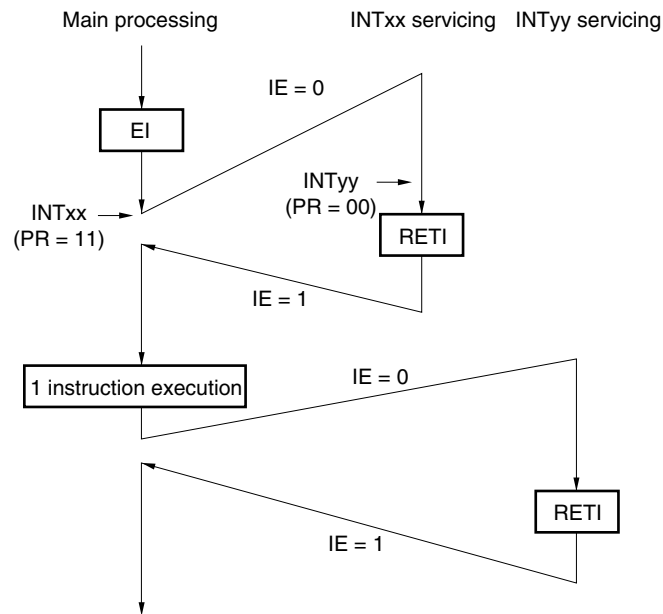 Main processing
INTxx servicing
INTyy servicing
IE = 0
EI
INTxx
(PR = 11)
INTyy
(PR = 00)
RETI
IE = 1
1 instruction execution
IE = 0
RETI
IE = 1